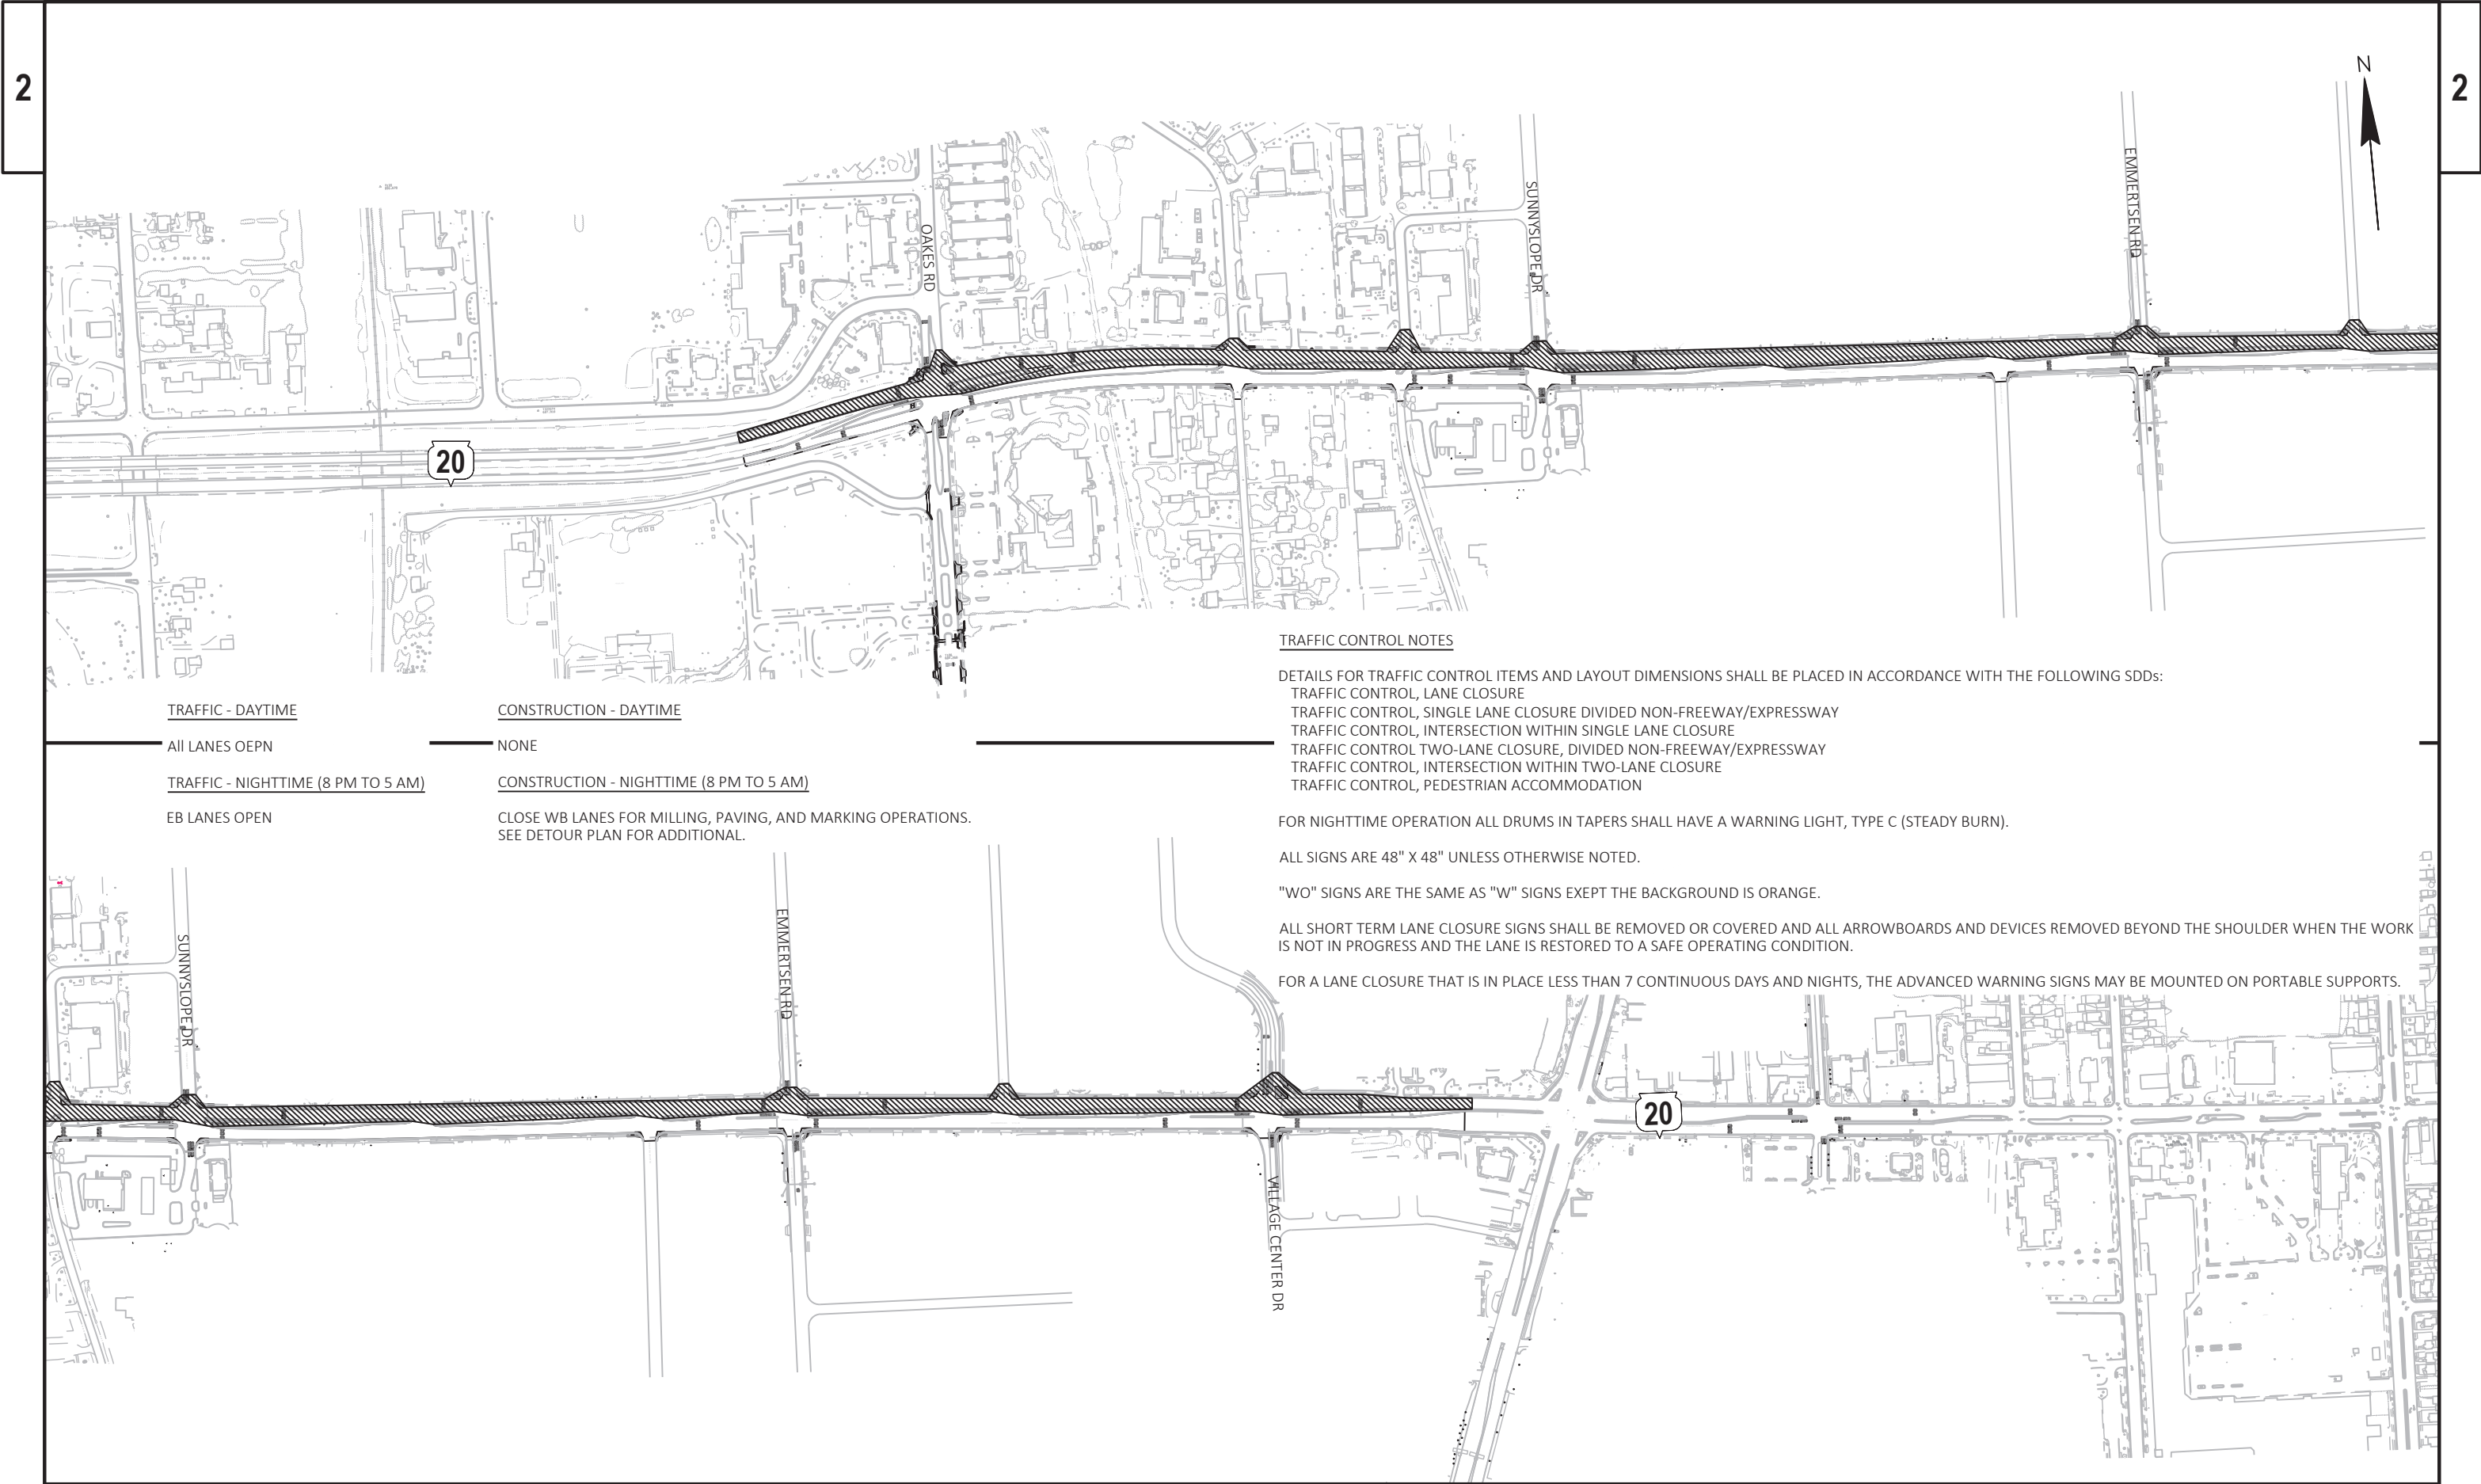 2
2
N
OAKES RD
SUNNYSLOPE DR
EMMERTSEN RD
20
TRAFFIC CONTROL NOTES
DETAILS FOR TRAFFIC CONTROL ITEMS AND LAYOUT DIMENSIONS SHALL BE PLACED IN ACCORDANCE WITH THE FOLLOWING SDDs:
TRAFFIC CONTROL, LANE CLOSURE
TRAFFIC CONTROL, SINGLE LANE CLOSURE DIVIDED NON-FREEWAY/EXPRESSWAY
TRAFFIC CONTROL, INTERSECTION WITHIN SINGLE LANE CLOSURE
TRAFFIC CONTROL TWO-LANE CLOSURE, DIVIDED NON-FREEWAY/EXPRESSWAY
TRAFFIC CONTROL, INTERSECTION WITHIN TWO-LANE CLOSURE
TRAFFIC CONTROL, PEDESTRIAN ACCOMMODATION
FOR NIGHTTIME OPERATION ALL DRUMS IN TAPERS SHALL HAVE A WARNING LIGHT, TYPE C (STEADY BURN).
ALL SIGNS ARE 48" X 48" UNLESS OTHERWISE NOTED.
"WO" SIGNS ARE THE SAME AS "W" SIGNS EXEPT THE BACKGROUND IS ORANGE.
ALL SHORT TERM LANE CLOSURE SIGNS SHALL BE REMOVED OR COVERED AND ALL ARROWBOARDS AND DEVICES REMOVED BEYOND THE SHOULDER WHEN THE WORK
IS NOT IN PROGRESS AND THE LANE IS RESTORED TO A SAFE OPERATING CONDITION.
FOR A LANE CLOSURE THAT IS IN PLACE LESS THAN 7 CONTINUOUS DAYS AND NIGHTS, THE ADVANCED WARNING SIGNS MAY BE MOUNTED ON PORTABLE SUPPORTS.
TRAFFIC - DAYTIME
All LANES OEPN
TRAFFIC - NIGHTTIME (8 PM TO 5 AM)
EB LANES OPEN
CONSTRUCTION - DAYTIME
NONE
CONSTRUCTION - NIGHTTIME (8 PM TO 5 AM)
CLOSE WB LANES FOR MILLING, PAVING, AND MARKING OPERATIONS.
SEE DETOUR PLAN FOR ADDITIONAL.
SUNNYSLOPE DR
EMMERTSEN RD
VILLAGE CENTER DR
20